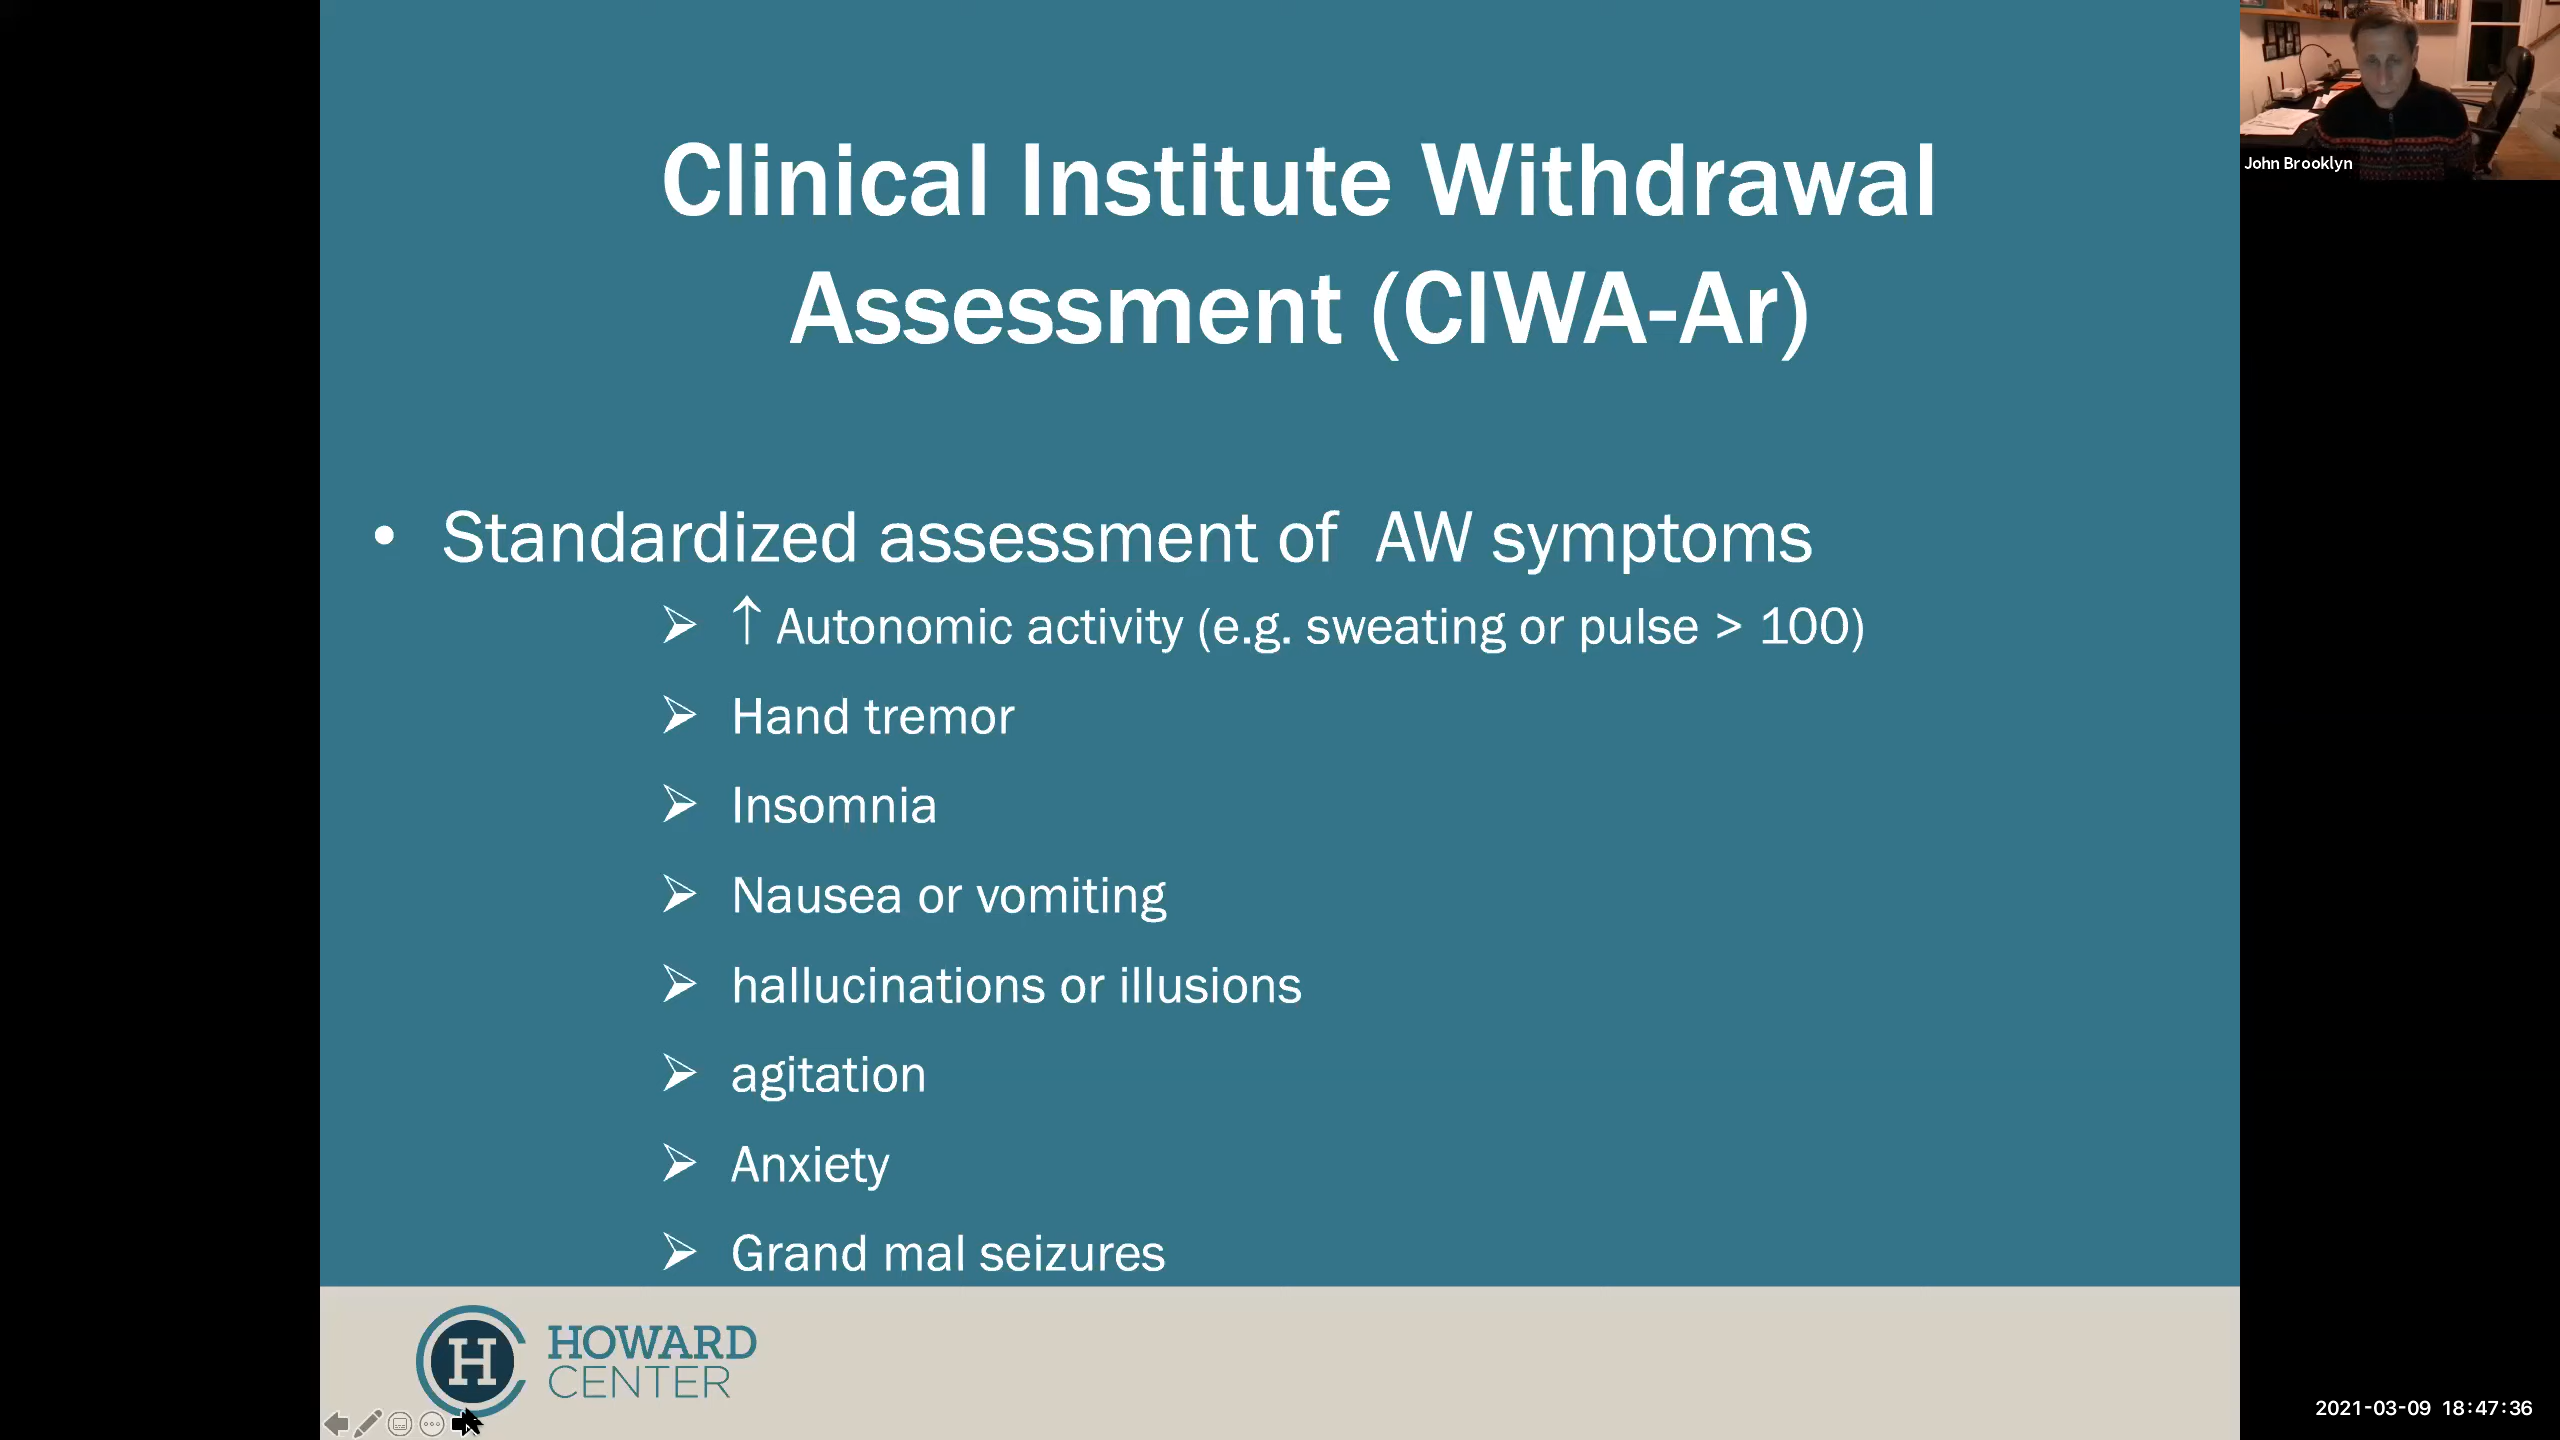 Clinical Institute Withdrawal
Assessment (CIWA-Ar)
• Standardized assessment of AW symptoms
➢ ↑ Autonomic activity (e.g. sweating or pulse > 100)
➢ Hand tremor
➢ Insomnia
➢ Nausea or vomiting
➢ hallucinations or illusions
➢ agitation
➢ Anxiety
➢ Grand mal seizures
H
HOWARD
CENTER
John Brooklyn
2021-03-09 18:47:36